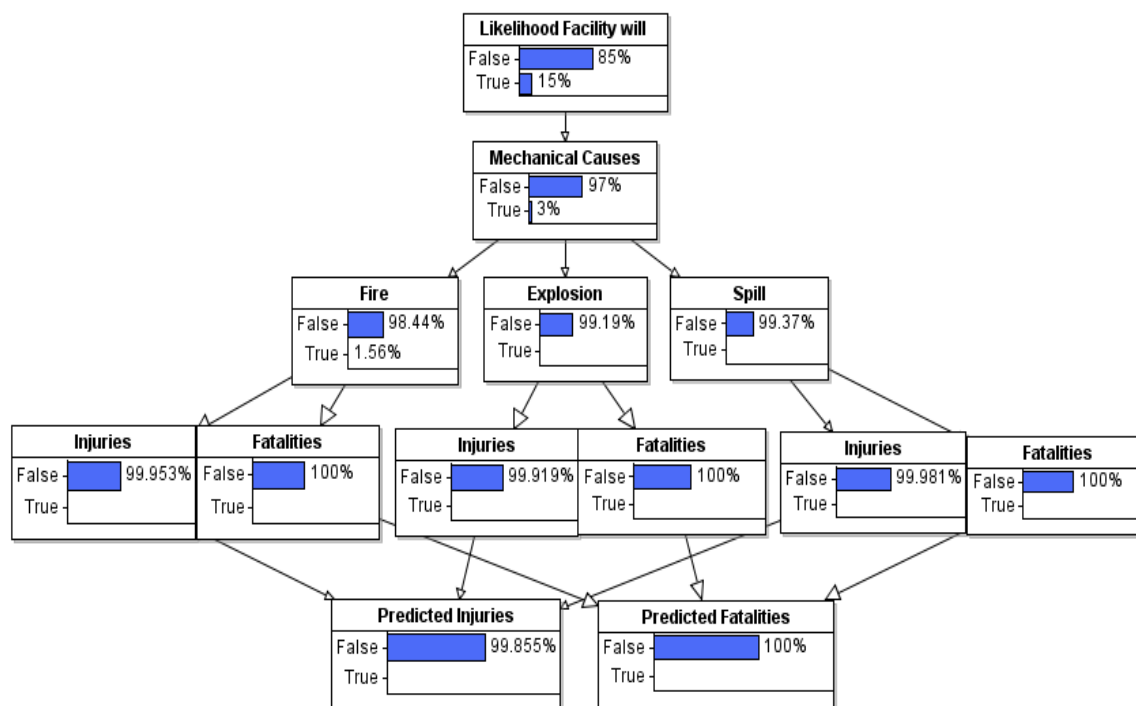 Likelihood Facility will
False 85%
True 15%
Mechanical Causes
False 97%
True 3%
Fire
False 98.44%
True 1.56%
Explosion
False 99.19%
True
Spill
False 99.37%
True
Injuries
False 99.953%
True
Fatalities
False 100%
True
Injuries
False 99.919%
True
Fatalities
False 100%
True
Injuries
False 99.981%
True
Fatalities
False 100%
True
Predicted Injuries
False 99.855%
True
Predicted Fatalities
False 100%
True